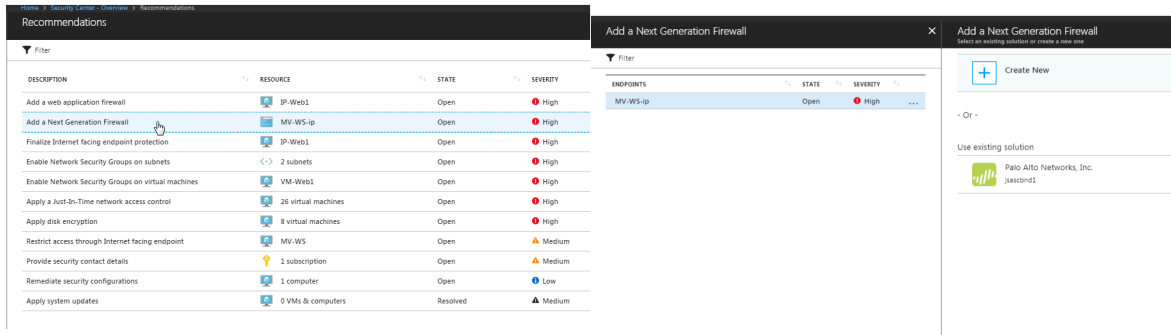 Home > Security Center - Overview > Recommendations
Recommendations
Filter
DESCRIPTION RESOURCE STATE SEVERITY
Add a web application firewall IP-Web1 Open High
Add a Next Generation Firewall MV-WS-ip Open High
Finalize Internet facing endpoint protection IP-Web1 Open High
Enable Network Security Groups on subnets 2 subnets Open High
Enable Network Security Groups on virtual machines VM-Web1 Open High
Apply a Just-In-Time network access control 26 virtual machines Open High
Apply disk encryption 8 virtual machines Open High
Restrict access through Internet facing endpoint MV-WS Open Medium
Provide security contact details 1 subscription Open Medium
Remediate security configurations 1 computer Open Low
Apply system updates 0 VMs & computers Resolved Medium
Add a Next Generation Firewall
Filter
ENDPOINTS STATE SEVERITY
MV-WS-ip Open High ...
Add a Next Generation Firewall
Select an existing solution or create a new one
Create New
- Or -
Use existing solution
Palo Alto Networks, Inc.
jsascbnd1